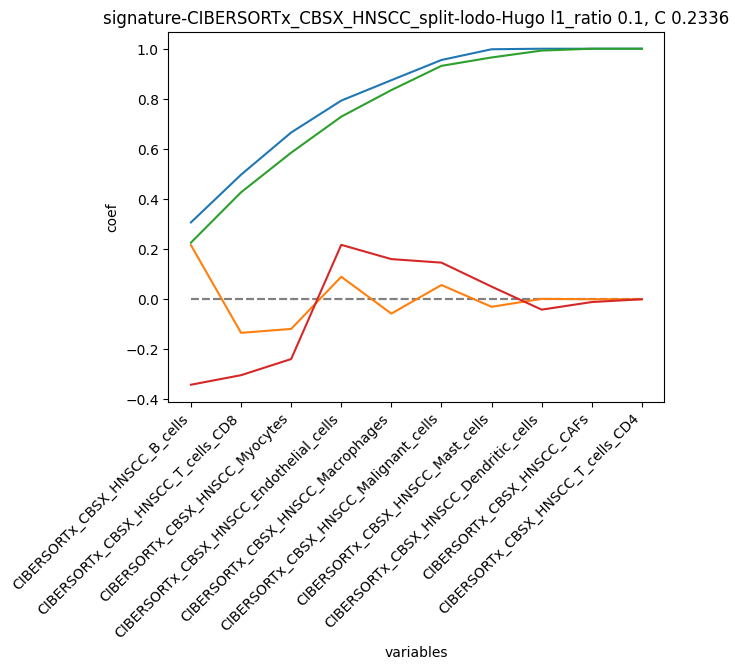 signature-CIBERSORTx_CBSX_HNSCC_split-lodo-Hugo l1_ratio 0.1, C 0.2336
1.0
0.8
0.6
0.4
0.2
0.0
−0.2
−0.4
coef
CIBERSORTx_CBSX_HNSCC_B_cells
CIBERSORTx_CBSX_HNSCC_T_cells_CD8
CIBERSORTx_CBSX_HNSCC_Myocytes
CIBERSORTx_CBSX_HNSCC_Endothelial_cells
CIBERSORTx_CBSX_HNSCC_Macrophages
CIBERSORTx_CBSX_HNSCC_Malignant_cells
CIBERSORTx_CBSX_HNSCC_Mast_cells
CIBERSORTx_CBSX_HNSCC_Dendritic_cells
CIBERSORTx_CBSX_HNSCC_CAFs
CIBERSORTx_CBSX_HNSCC_T_cells_CD4
variables